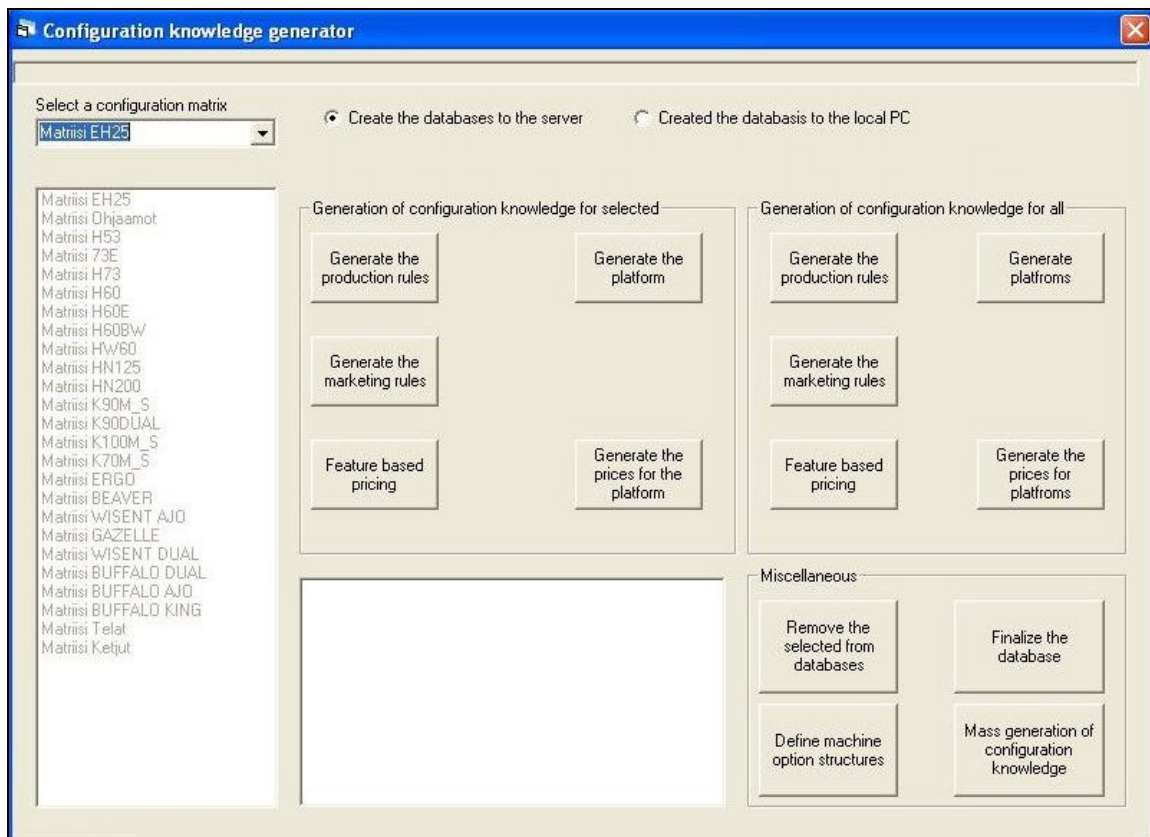 Configuration knowledge generator
Select a configuration matrix
Matriisi EH25
Create the databases to the server
Created the databasis to the local PC
Matriisi EH25
Matriisi Ohjaamot
Matriisi H53
Matriisi 73E
Matriisi H73
Matriisi H60
Matriisi H60E
Matriisi H60BW
Matriisi HW60
Matriisi HN125
Matriisi HN200
Matriisi K90M_S
Matriisi K90DUAL
Matriisi K100M_S
Matriisi K70M_S
Matriisi ERGO
Matriisi BEAVER
Matriisi WISENT AJO
Matriisi GAZELLE
Matriisi WISENT DUAL
Matriisi BUFFALO DUAL
Matriisi BUFFALO AJO
Matriisi BUFFALO KING
Matriisi Telat
Matriisi Ketjut
Generation of configuration knowledge for selected
Generate the
production rules
Generate the
platform
Generate the
marketing rules
Feature based
pricing
Generate the
prices for the
platform
Generation of configuration knowledge for all
Generate the
production rules
Generate
platfroms
Generate the
marketing rules
Feature based
pricing
Generate the
prices for
platfroms
Miscellaneous
Remove the
selected from
databases
Finalize the
database
Define machine
option structures
Mass generation of
configuration
knowledge